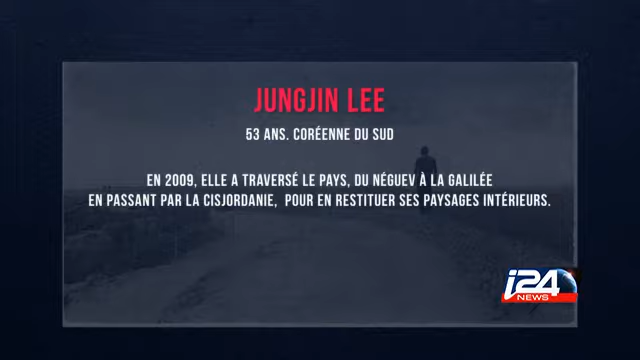 JUNGJIN LEE
53 ANS. CORÉENNE DU SUD
EN 2009, ELLE A TRAVERSÉ LE PAYS, DU NÉGUEV À LA GALILÉE
EN PASSANT PAR LA CISJORDANIE, POUR EN RESTITUER SES PAYSAGES INTÉRIEURS.
i24
NEWS